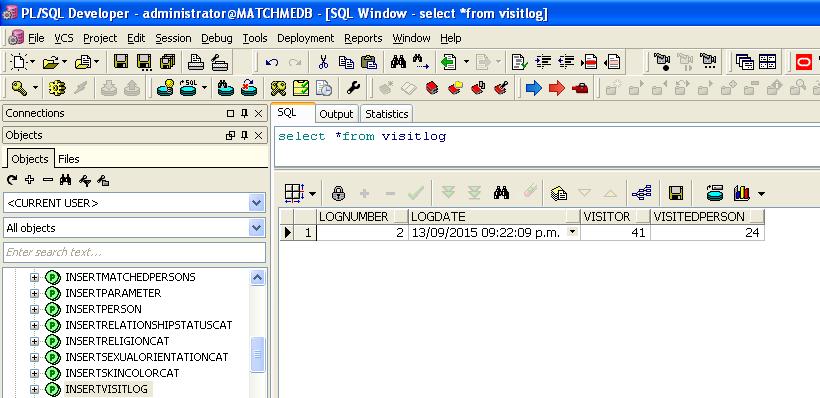 PL/SQL Developer - administrator@MATCHMEDB - [SQL Window - select *from visitlog]
File VCS Project Edit Session Debug Tools Deployment Reports Window Help
SQL
Connections
Objects
Objects Files
<CURRENT USER>
All objects
Enter search text...
INSERTMATCHEDPERSONS
INSERTPARAMETER
INSERTPERSON
INSERTRELATIONSHIPSTATUSCAT
INSERTRELIGIONCAT
INSERTSEXUALORIENTATIONCAT
INSERTSKINCOLORCAT
INSERTVISITLOG
SQL Output Statistics
select *from visitlog
LOGNUMBER LOGDATE VISITOR VISITEDPERSON
1 2 13/09/2015 09:22:09 p.m. 41 24